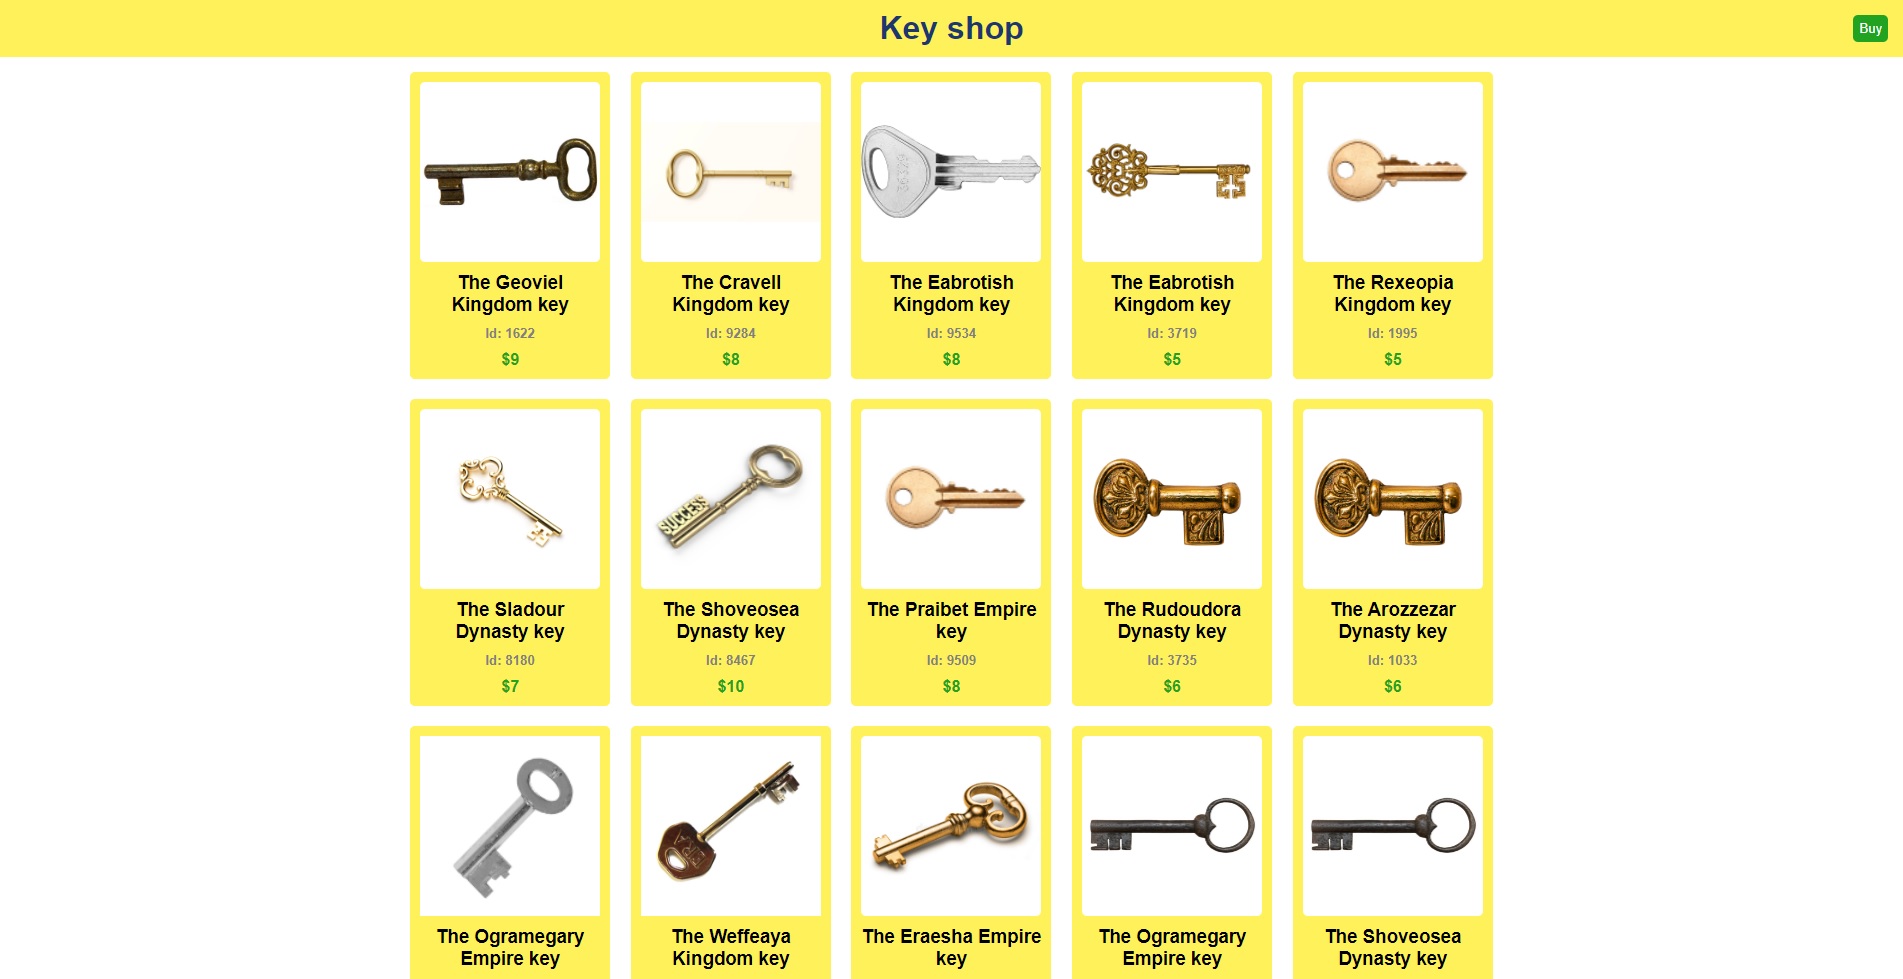 Key shop
Buy
The Geoviel
Kingdom key
Id: 1622
$9
The Cravell
Kingdom key
Id: 9284
$8
The Eabrotish
Kingdom key
Id: 9534
$8
The Eabrotish
Kingdom key
Id: 3719
$5
The Rexeopia
Kingdom key
Id: 1995
$5
The Sladour
Dynasty key
Id: 8180
$7
SUCCESS
The Shoveosea
Dynasty key
Id: 8467
$10
The Praibet Empire
key
Id: 9509
$8
The Rudoudora
Dynasty key
Id: 3735
$6
The Arozzezar
Dynasty key
Id: 1033
$6
The Ogramegary
Empire key
The Weffeaya
Kingdom key
The Eraesha Empire
key
The Ogramegary
Empire key
The Shoveosea
Dynasty key